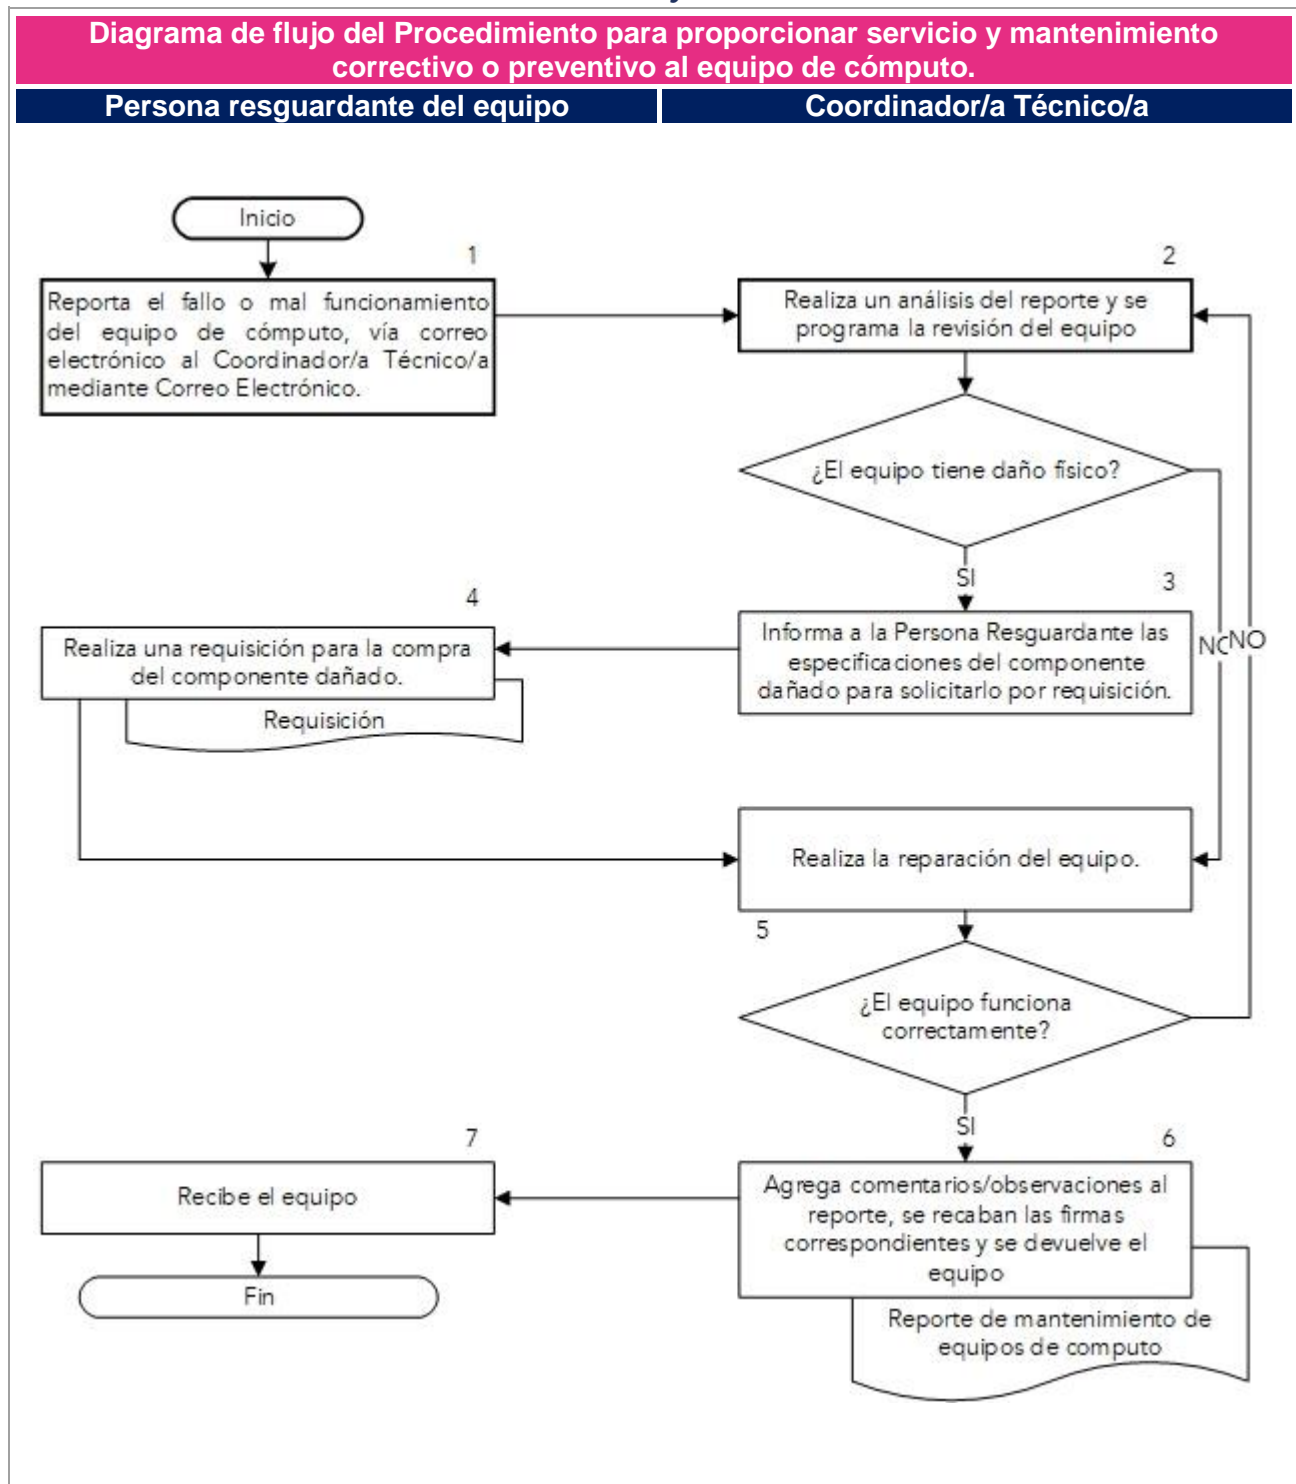 Diagrama de flujo del Procedimiento para proporcionar servicio y mantenimiento
correctivo o preventivo al equipo de cómputo.
Persona resguardante del equipo
Coordinador/a Técnico/a
Inicio
1
Reporta el fallo o mal funcionamiento
del equipo de cómputo, vía correo
electrónico al Coordinador/a Técnico/a
mediante Correo Electrónico.
2
Realiza un análisis del reporte y se
programa la revisión del equipo
¿El equipo tiene daño físico?
SI
3
Informa a la Persona Resguardante las
especificaciones del componente
dañado para solicitarlo por requisición.
NO
NO
4
Realiza una requisición para la compra
del componente dañado.
Requisición
Realiza la reparación del equipo.
5
¿El equipo funciona
correctamente?
SI
6
Agrega comentarios/observaciones al
reporte, se recaban las firmas
correspondientes y se devuelve el
equipo
Reporte de mantenimiento de
equipos de computo
7
Recibe el equipo
Fin